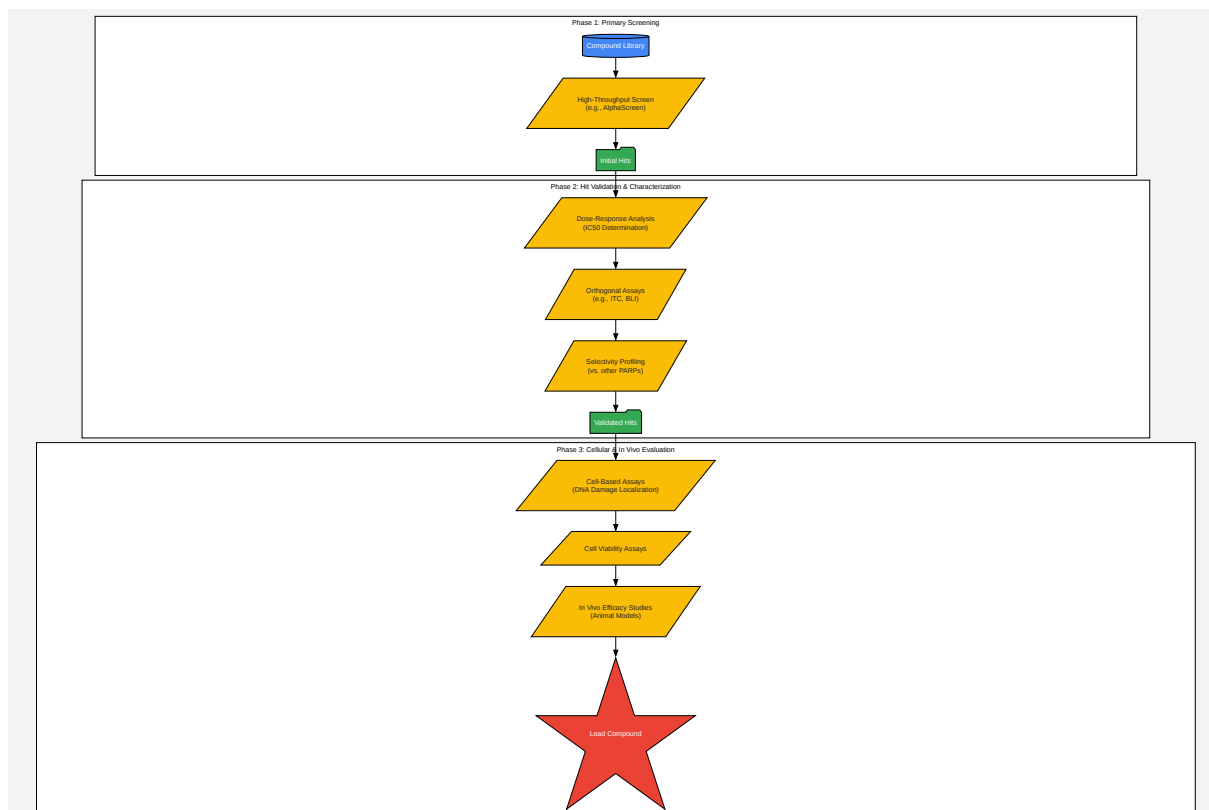 Phase 1: Primary Screening
Compound Library
High-Throughput Screen
(e.g., AlphaScreen)
Initial Hits
Phase 2: Hit Validation & Characterization
Dose-Response Analysis
(IC50 Determination)
Orthogonal Assays
(e.g., ITC, BLI)
Selectivity Profiling
(vs. other PARPs)
Validated Hits
Phase 3: Cellular & In Vivo Evaluation
Cell-Based Assays
(DNA Damage Localization)
Cell Viability Assays
In Vivo Efficacy Studies
(Animal Models)
Lead Compound